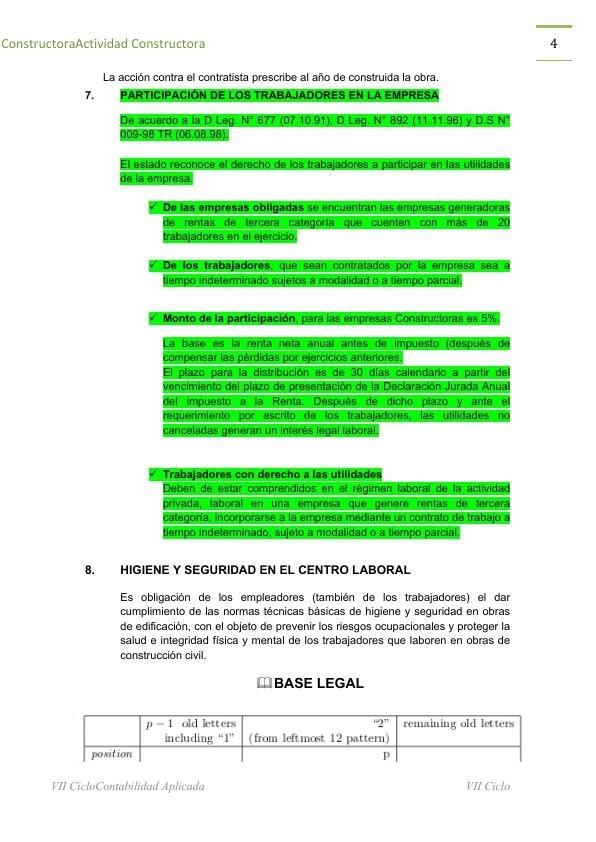 ConstructoraActividad Constructora
4
La acción contra el contratista prescribe al año de construida la obra.
7. PARTICIPACIÓN DE LOS TRABAJADORES EN LA EMPRESA
De acuerdo a la D Leg. N° 677 (07.10.91), D Leg. N° 892 (11.11.96) y D.S N°
009-98 TR (06.08.98).
El estado reconoce el derecho de los trabajadores a participar en las utilidades
de la empresa.
✓ De las empresas obligadas se encuentran las empresas generadoras
de rentas de tercera categoría que cuenten con más de 20
trabajadores en el ejercicio.
✓ De los trabajadores, que sean contratados por la empresa sea a
tiempo indeterminado sujetos a modalidad o a tiempo parcial.
✓ Monto de la participación, para las empresas Constructoras es 5%.
La base es la renta neta anual antes de impuesto (después de
compensar las pérdidas por ejercicios anteriores.
El plazo para la distribución es de 30 días calendario a partir del
vencimiento del plazo de presentación de la Declaración Jurada Anual
del impuesto a la Renta. Después de dicho plazo y ante el
requerimiento por escrito de los trabajadores, las utilidades no
canceladas generan un interés legal laboral.
✓ Trabajadores con derecho a las utilidades
Deben de estar comprendidos en el régimen laboral de la actividad
privada, laboral en una empresa que genere rentas de tercera
categoría, incorporarse a la empresa mediante un contrato de trabajo a
tiempo indeterminado, sujeto a modalidad o a tiempo parcial.
8. HIGIENE Y SEGURIDAD EN EL CENTRO LABORAL
Es obligación de los empleadores (también de los trabajadores) el dar
cumplimiento de las normas técnicas básicas de higiene y seguridad en obras
de edificación, con el objeto de prevenir los riesgos ocupacionales y proteger la
salud e integridad física y mental de los trabajadores que laboren en obras de
construcción civil.
BASE LEGAL
p − 1 old letters “2” remaining old letters
including “1” (from leftmost 12 pattern)
position p
VII CicloContabilidad Aplicada VII Ciclo